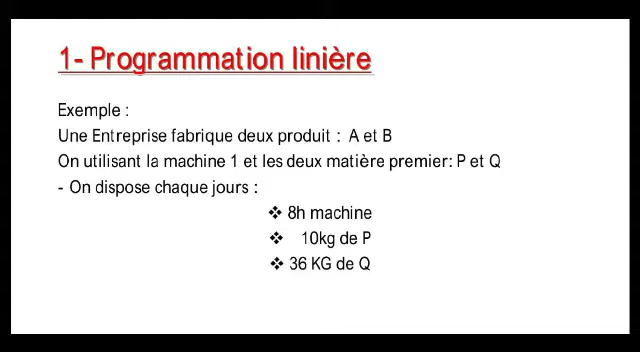 1- Programmation linière
Exemple :
Une Entreprise fabrique deux produit : A et B
On utilisant la machine 1 et les deux matière premier: P et Q
- On dispose chaque jours :
❖ 8h machine
❖ 10kg de P
❖ 36 KG de Q